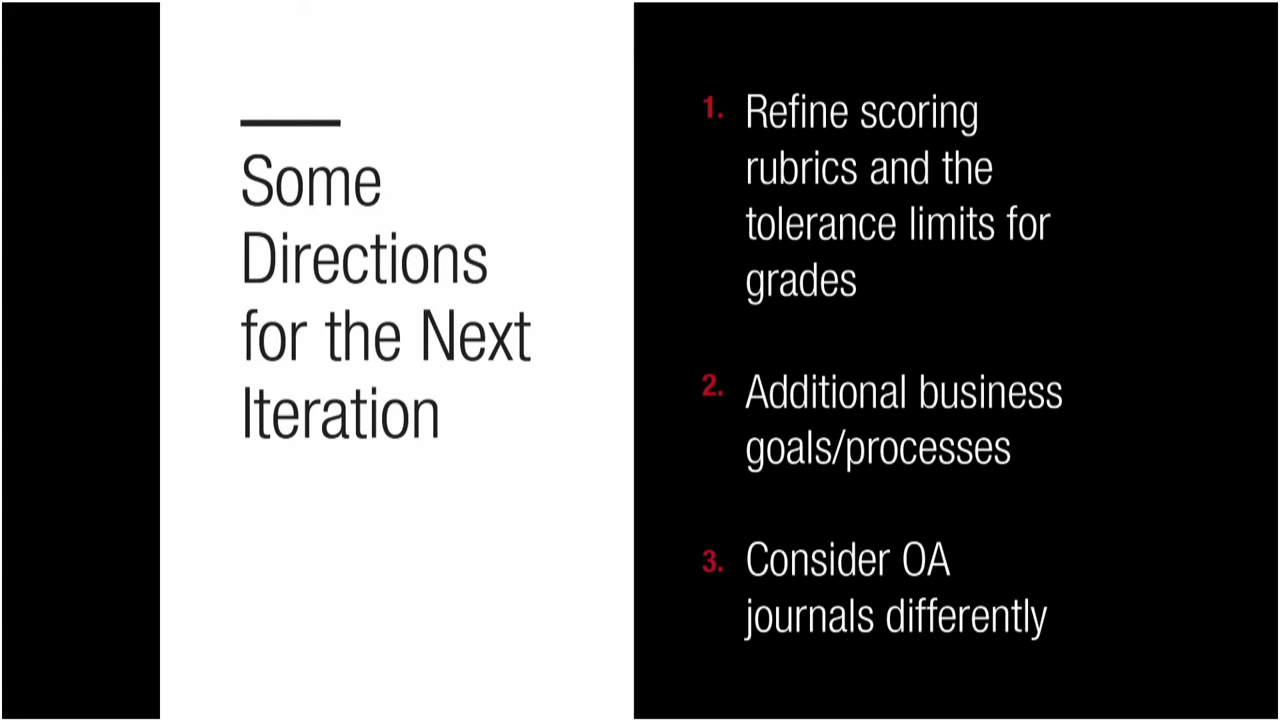 Some
Directions
for the Next
Iteration
1. Refine scoring
rubrics and the
tolerance limits for
grades
2. Additional business
goals/processes
3. Consider OA
journals differently